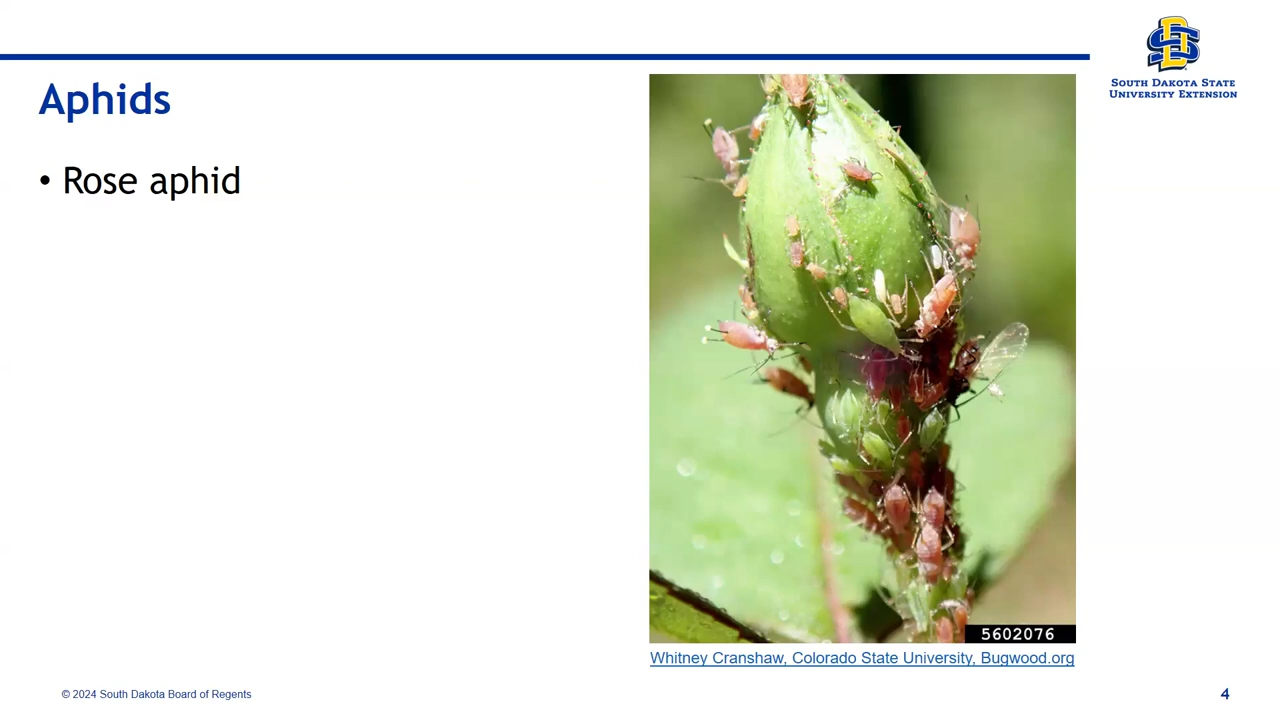 SOUTH DAKOTA STATE
UNIVERSITY EXTENSION
Aphids
• Rose aphid
5602076
Whitney Cranshaw, Colorado State University, Bugwood.org
© 2024 South Dakota Board of Regents
4